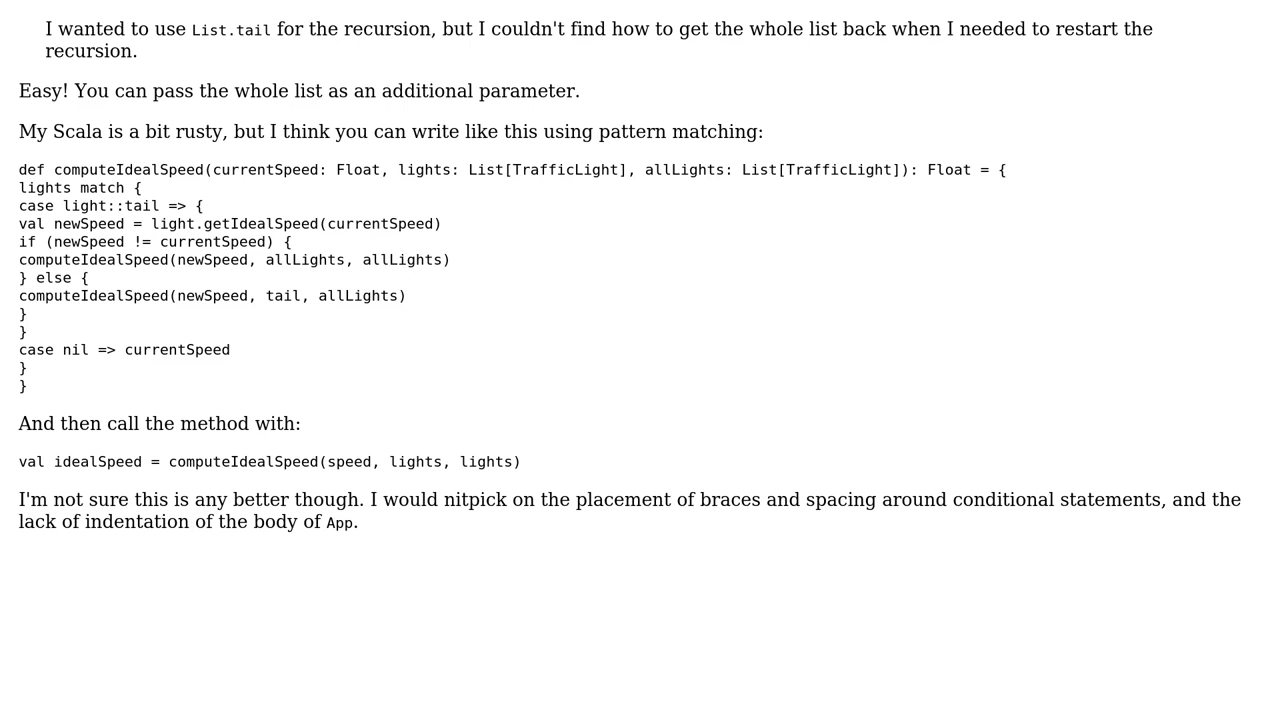 I wanted to use List.tail for the recursion, but I couldn't find how to get the whole list back when I needed to restart the
recursion.
Easy! You can pass the whole list as an additional parameter.
My Scala is a bit rusty, but I think you can write like this using pattern matching:
def computeIdealSpeed(currentSpeed: Float, lights: List[TrafficLight], allLights: List[TrafficLight]): Float = {
lights match {
case light::tail => {
val newSpeed = light.getIdealSpeed(currentSpeed)
if (newSpeed != currentSpeed) {
computeIdealSpeed(newSpeed, allLights, allLights)
} else {
computeIdealSpeed(newSpeed, tail, allLights)
}
}
case nil => currentSpeed
}
}
And then call the method with:
val idealSpeed = computeIdealSpeed(speed, lights, lights)
I'm not sure this is any better though. I would nitpick on the placement of braces and spacing around conditional statements, and the
lack of indentation of the body of App.